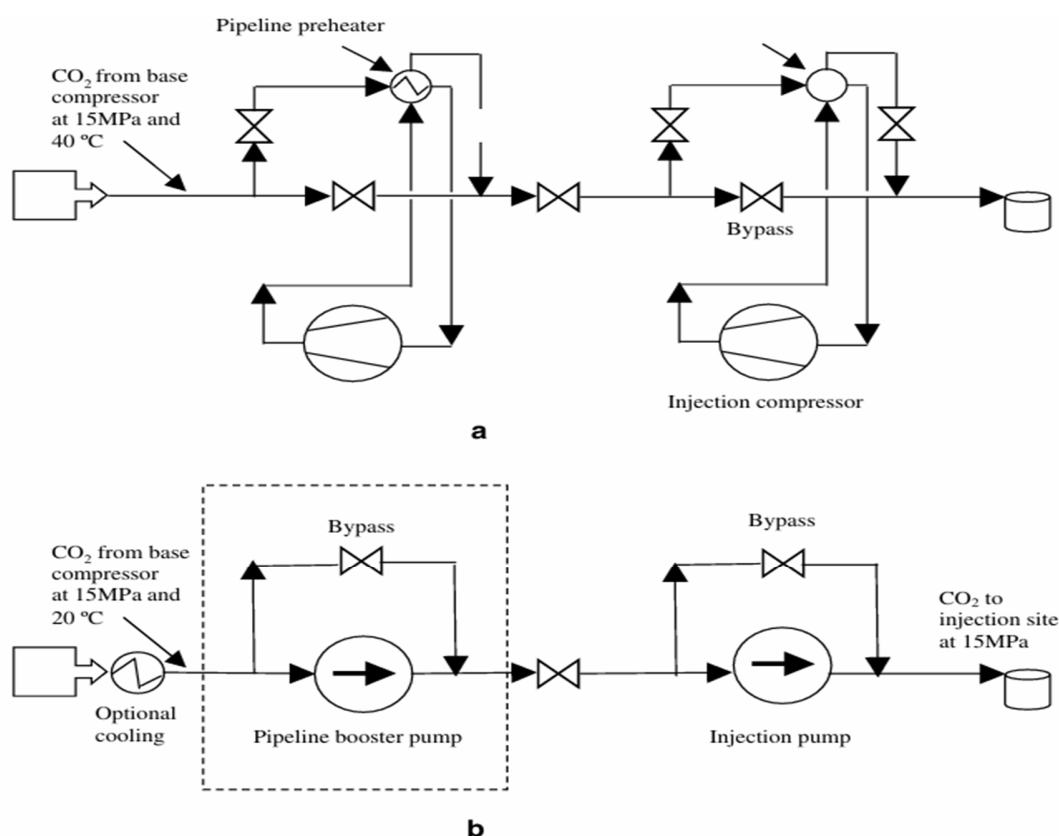 Pipeline preheater
CO₂ from base
compressor
at 15MPa and
40 ºC
Bypass
Injection compressor
a
Bypass
Bypass
CO₂ from base
compressor
at 15MPa and
20 ºC
CO₂ to
injection site
at 15MPa
Optional
cooling
Pipeline booster pump
Injection pump
b